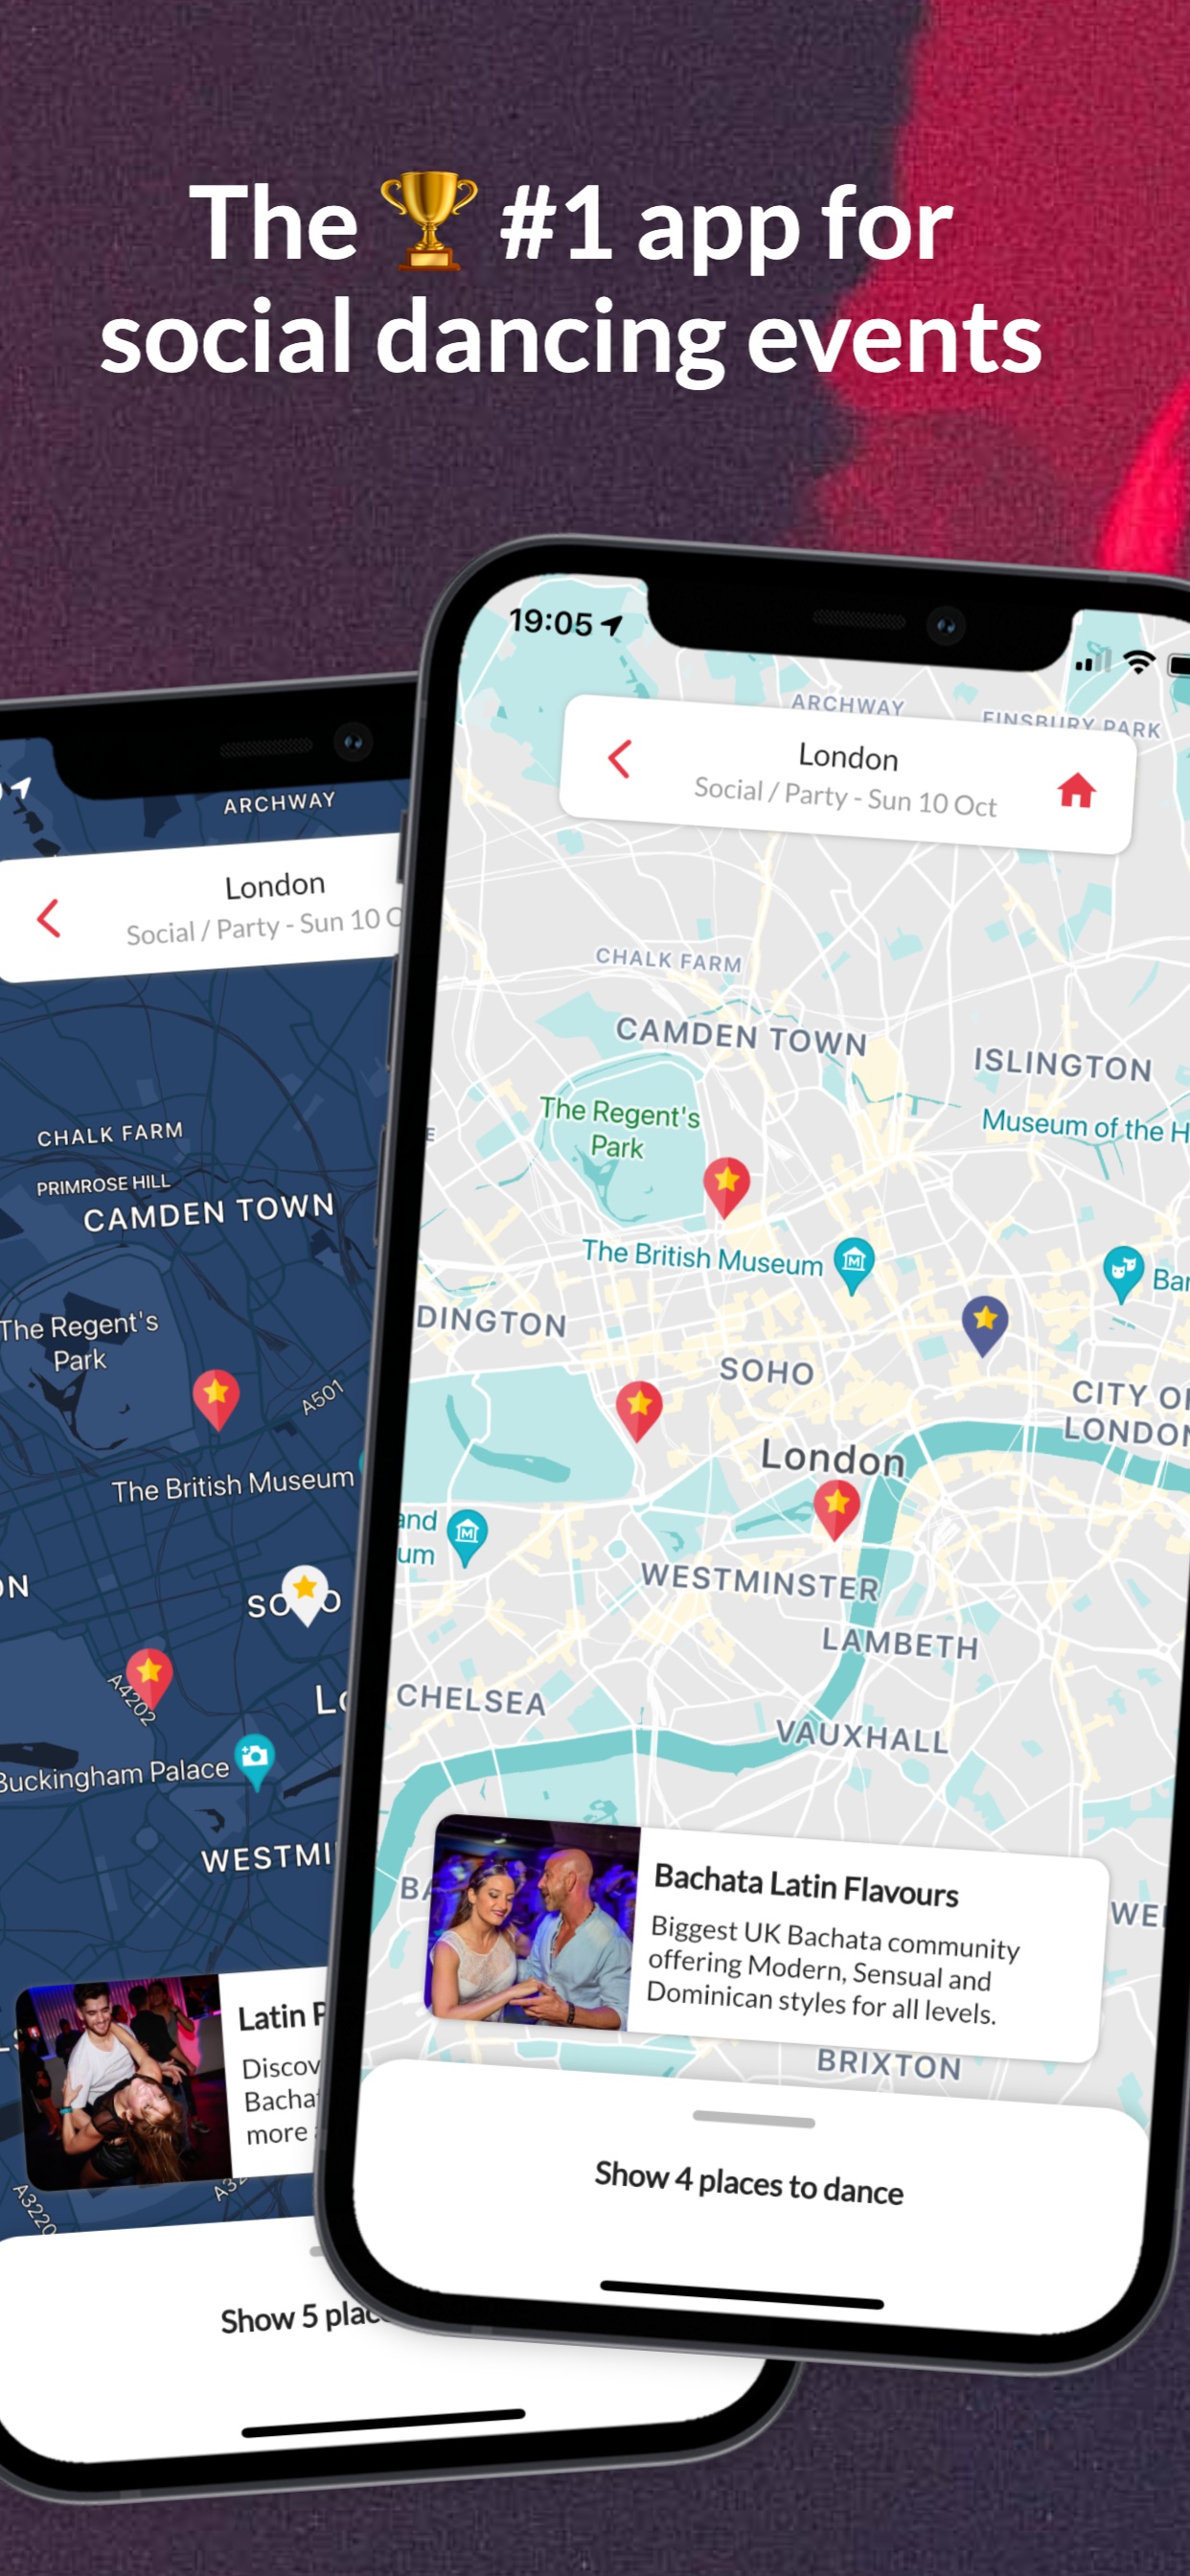 The 🏆 #1 app for
social dancing events
19:05
ARCHWAY
FINSBURY PARK
London
Social / Party - Sun 10 Oct
CHALK FARM
CAMDEN TOWN
ISLINGTON
The Regent's
Park
Museum of the H
The British Museum
Bar
DINGTON
SOHO
CITY OF
LONDON
London
and
um
WESTMINSTER
LAMBETH
CHELSEA
VAUXHALL
BA
Bachata Latin Flavours
Biggest UK Bachata community
offering Modern, Sensual and
Dominican styles for all levels.
WE
BRIXTON
Show 4 places to dance
ARCHWAY
London
Social / Party - Sun 10 O
CHALK FARM
PRIMROSE HILL
CAMDEN TOWN
The Regent's
Park
A501
The British Museum
ON
SOHO
A4202
Lo
Buckingham Palace
WESTMI
Latin P
Discov
Bacha
more
A3220
A32
Show 5 plac